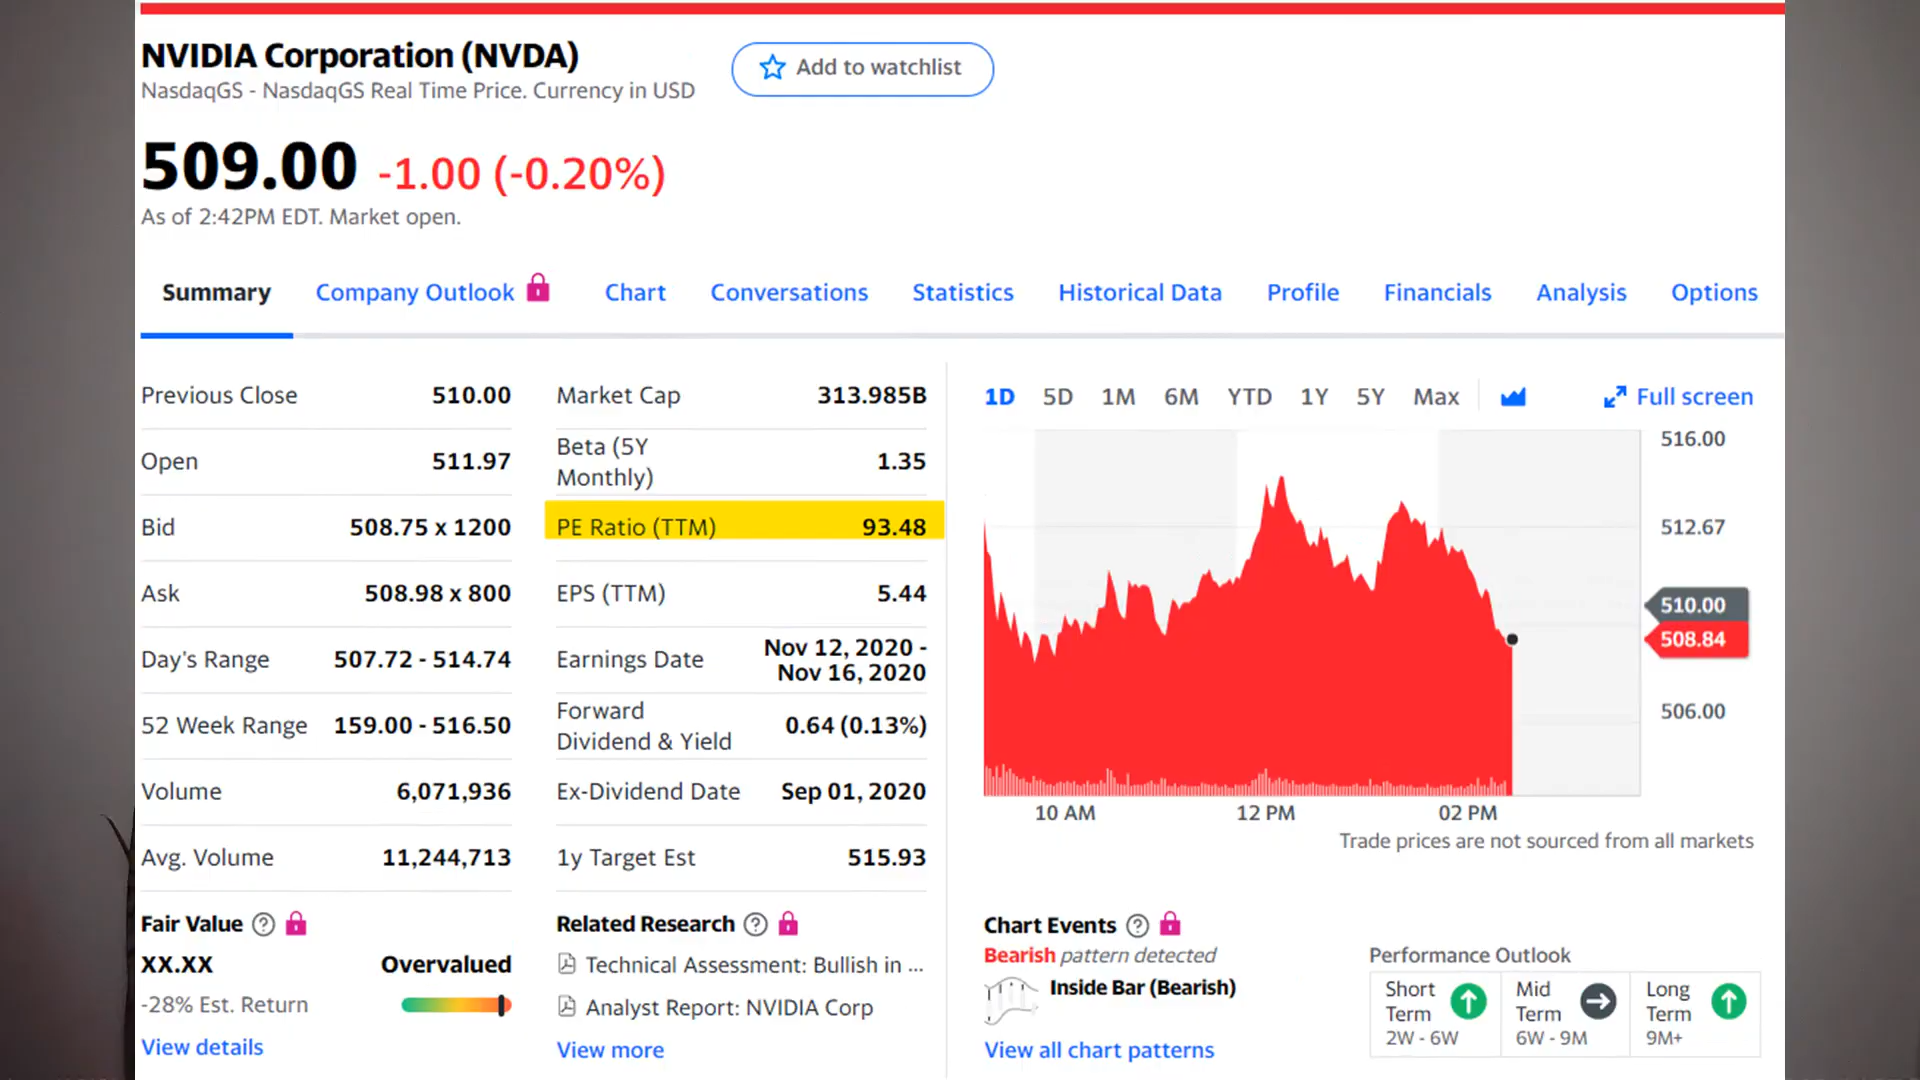 NVIDIA Corporation (NVDA)
NasdaqGS - NasdaqGS Real Time Price. Currency in USD
Add to watchlist
509.00 -1.00 (-0.20%)
As of 2:42PM EDT. Market open.
Summary Company Outlook Chart Conversations Statistics Historical Data Profile Financials Analysis Options
Previous Close 510.00
Open 511.97
Bid 508.75 x 1200
Ask 508.98 x 800
Day's Range 507.72 - 514.74
52 Week Range 159.00 - 516.50
Volume 6,071,936
Avg. Volume 11,244,713
Market Cap 313.985B
Beta (5Y
Monthly) 1.35
PE Ratio (TTM) 93.48
EPS (TTM) 5.44
Earnings Date Nov 12, 2020 -
Nov 16, 2020
Forward
Dividend & Yield 0.64 (0.13%)
Ex-Dividend Date Sep 01, 2020
1y Target Est 515.93
1D 5D 1M 6M YTD 1Y 5Y Max Full screen
516.00
512.67
510.00
508.84
506.00
10 AM 12 PM 02 PM
Trade prices are not sourced from all markets
Fair Value ?
XX.XX Overvalued
-28% Est. Return
View details
Related Research ?
Technical Assessment: Bullish in ...
Analyst Report: NVIDIA Corp
View more
Chart Events ?
Bearish pattern detected
Inside Bar (Bearish)
View all chart patterns
Performance Outlook
Short
Term
2W - 6W
Mid
Term
6W - 9M
Long
Term
9M+